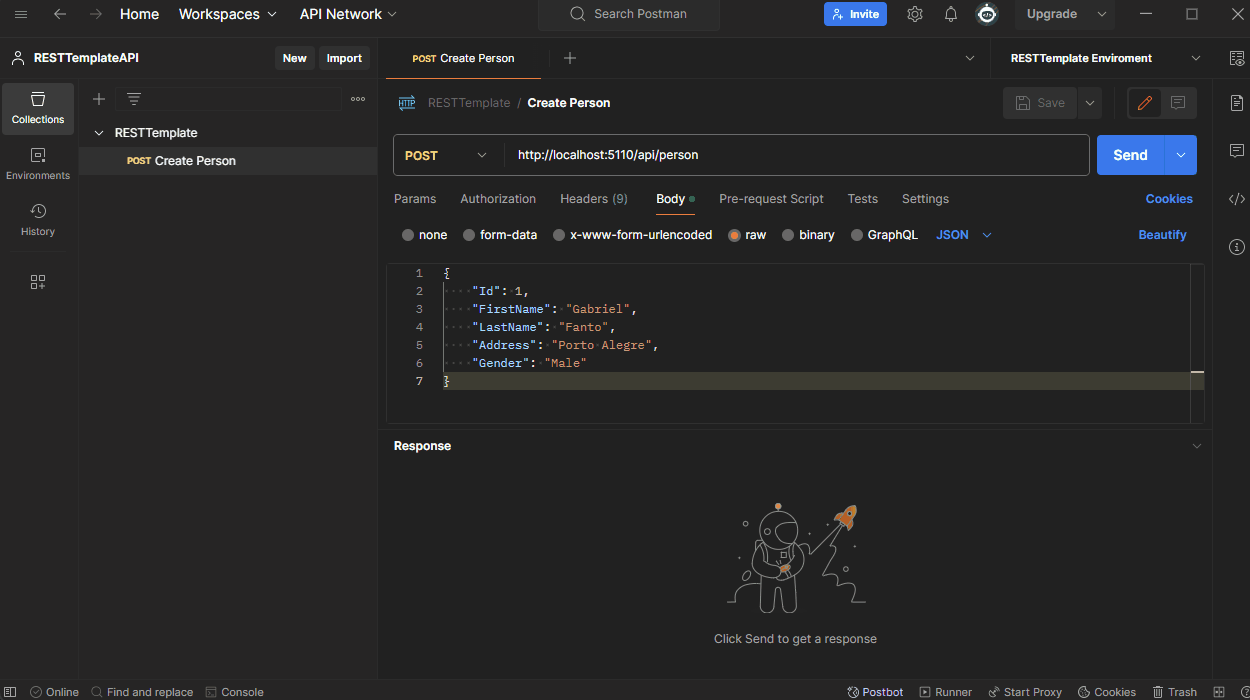 Home Workspaces API Network Search Postman Invite Upgrade
RESTTemplateAPI New Import POST Create Person RESTTemplate Enviroment
Collections
HTTP RESTTemplate / Create Person Save
RESTTemplate
POST Create Person
Environments
History
POST http://localhost:5110/api/person Send
Params Authorization Headers (9) Body Pre-request Script Tests Settings Cookies
none form-data x-www-form-urlencoded raw binary GraphQL JSON Beautify
1 {
2 "Id": 1,
3 "FirstName": "Gabriel",
4 "LastName": "Fanto",
5 "Address": "Porto Alegre",
6 "Gender": "Male"
7 }
Response
Click Send to get a response
Online Find and replace Console Postbot Runner Start Proxy Cookies Trash